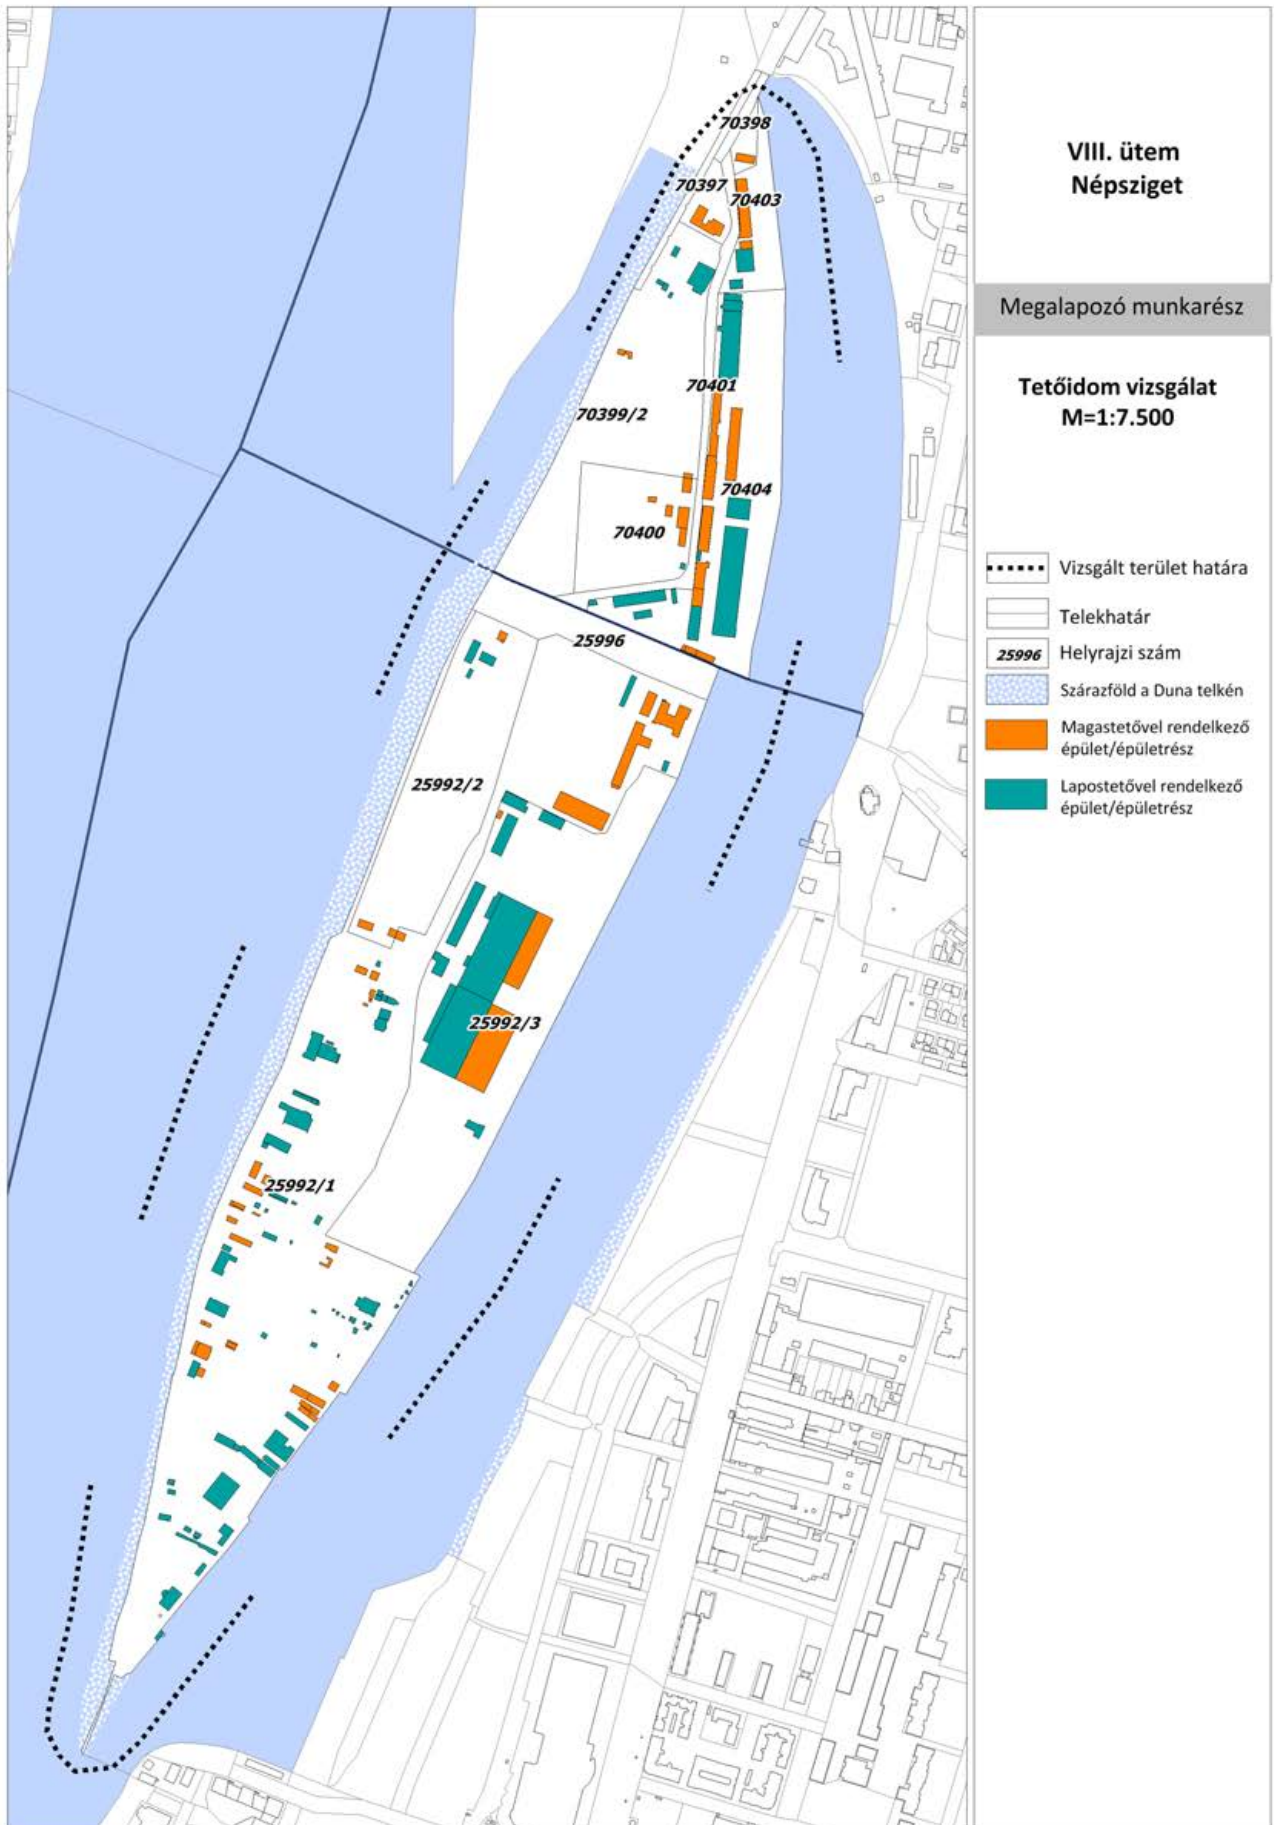 VIII. ütem
Népsziget
Megalapozó munkarész
Tetőidom vizsgálat
M=1:7.500
Vizsgált terület határa
Telekhatár
25996 Helyrajzi szám
Szárazföld a Duna telkén
Magastetővel rendelkező
épület/épületrész
Lapostetővel rendelkező
épület/épületrész
70398
70397
70403
70401
70399/2
70404
70400
25996
25992/2
25992/3
25992/1